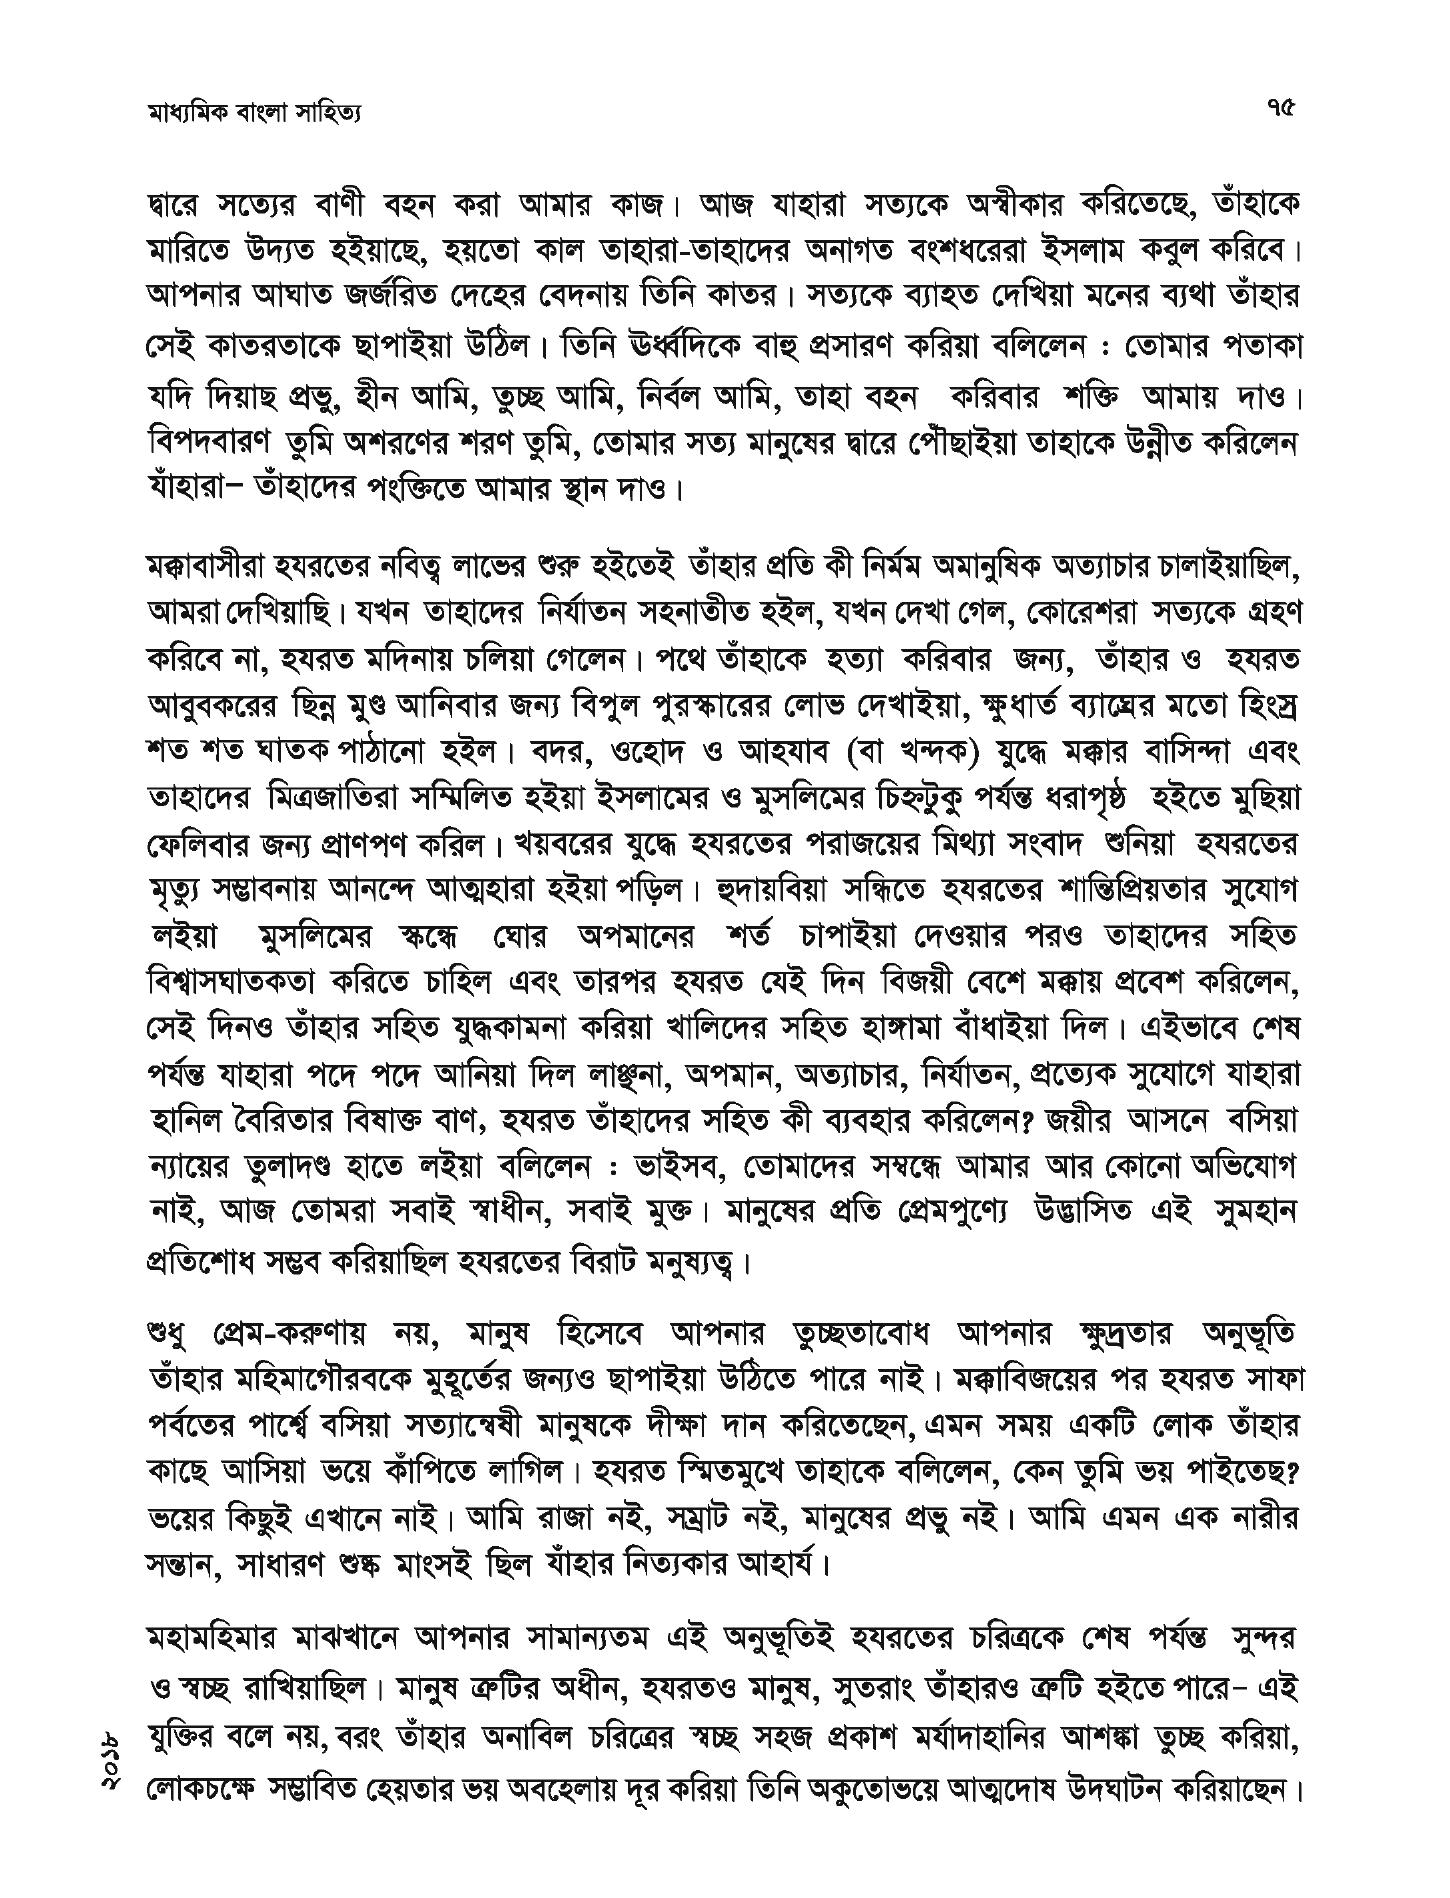 মাধ্যমিক বাংলা সাহিত্য
৭৫
দ্বারে সত্যের বাণী বহন করা আমার কাজ। আজ যাহারা সত্যকে অস্বীকার করিতেছে, তাঁহাকে
মারিতে উদ্যত হইয়াছে, হয়তো কাল তাহারা-তাহাদের অনাগত বংশধরেরা ইসলাম কবুল করিবে।
আপনার আঘাত জর্জরিত দেহের বেদনায় তিনি কাতর। সত্যকে ব্যাহত দেখিয়া মনের ব্যথা তাঁহার
সেই কাতরতাকে ছাপাইয়া উঠিল। তিনি ঊর্ধ্বদিকে বাহু প্রসারণ করিয়া বলিলেন : তোমার পতাকা
যদি দিয়াছ প্রভু, হীন আমি, তুচ্ছ আমি, নির্বল আমি, তাহা বহন করিবার শক্তি আমায় দাও।
বিপদবারণ তুমি অশরণের শরণ তুমি, তোমার সত্য মানুষের দ্বারে পৌঁছাইয়া তাহাকে উন্নীত করিলেন
যাঁহারা– তাঁহাদের পংক্তিতে আমার স্থান দাও।
মক্কাবাসীরা হযরতের নবিত্ব লাভের শুরু হইতেই তাঁহার প্রতি কী নির্মম অমানুষিক অত্যাচার চালাইয়াছিল,
আমরা দেখিয়াছি। যখন তাহাদের নির্যাতন সহনাতীত হইল, যখন দেখা গেল, কোরেশরা সত্যকে গ্রহণ
করিবে না, হযরত মদিনায় চলিয়া গেলেন। পথে তাঁহাকে হত্যা করিবার জন্য, তাঁহার ও হযরত
আবুবকরের ছিন্ন মুণ্ড আনিবার জন্য বিপুল পুরস্কারের লোভ দেখাইয়া, ক্ষুধার্ত ব্যাঘ্রের মতো হিংস্র
শত শত ঘাতক পাঠানো হইল। বদর, ওহোদ ও আহযাব (বা খন্দক) যুদ্ধে মক্কার বাসিন্দা এবং
তাহাদের মিত্রজাতিরা সম্মিলিত হইয়া ইসলামের ও মুসলিমের চিহ্নটুকু পর্যন্ত ধরাপৃষ্ঠ হইতে মুছিয়া
ফেলিবার জন্য প্রাণপণ করিল। খয়বরের যুদ্ধে হযরতের পরাজয়ের মিথ্যা সংবাদ শুনিয়া হযরতের
মৃত্যু সম্ভাবনায় আনন্দে আত্মহারা হইয়া পড়িল। হুদায়বিয়া সন্ধিতে হযরতের শান্তিপ্রিয়তার সুযোগ
লইয়া মুসলিমের স্কন্ধে ঘোর অপমানের শর্ত চাপাইয়া দেওয়ার পরও তাহাদের সহিত
বিশ্বাসঘাতকতা করিতে চাহিল এবং তারপর হযরত যেই দিন বিজয়ী বেশে মক্কায় প্রবেশ করিলেন,
সেই দিনও তাঁহার সহিত যুদ্ধকামনা করিয়া খালিদের সহিত হাঙ্গামা বাঁধাইয়া দিল। এইভাবে শেষ
পর্যন্ত যাহারা পদে পদে আনিয়া দিল লাঞ্ছনা, অপমান, অত্যাচার, নির্যাতন, প্রত্যেক সুযোগে যাহারা
হানিল বৈরিতার বিষাক্ত বাণ, হযরত তাঁহাদের সহিত কী ব্যবহার করিলেন? জয়ীর আসনে বসিয়া
ন্যায়ের তুলাদণ্ড হাতে লইয়া বলিলেন : ভাইসব, তোমাদের সম্বন্ধে আমার আর কোনো অভিযোগ
নাই, আজ তোমরা সবাই স্বাধীন, সবাই মুক্ত। মানুষের প্রতি প্রেমপুণ্যে উদ্ভাসিত এই সুমহান
প্রতিশোধ সম্ভব করিয়াছিল হযরতের বিরাট মনুষ্যত্ব।
শুধু প্রেম-করুণায় নয়, মানুষ হিসেবে আপনার তুচ্ছতাবোধ আপনার ক্ষুদ্রতার অনুভূতি
তাঁহার মহিমাগৌরবকে মুহূর্তের জন্যও ছাপাইয়া উঠিতে পারে নাই। মক্কাবিজয়ের পর হযরত সাফা
পর্বতের পার্শ্বে বসিয়া সত্যান্বেষী মানুষকে দীক্ষা দান করিতেছেন, এমন সময় একটি লোক তাঁহার
কাছে আসিয়া ভয়ে কাঁপিতে লাগিল। হযরত স্মিতমুখে তাহাকে বলিলেন, কেন তুমি ভয় পাইতেছ?
ভয়ের কিছুই এখানে নাই। আমি রাজা নই, সম্রাট নই, মানুষের প্রভু নই। আমি এমন এক নারীর
সন্তান, সাধারণ শুষ্ক মাংসই ছিল যাঁহার নিত্যকার আহার্য।
মহামহিমার মাঝখানে আপনার সামান্যতম এই অনুভূতিই হযরতের চরিত্রকে শেষ পর্যন্ত সুন্দর
ও স্বচ্ছ রাখিয়াছিল। মানুষ ত্রুটির অধীন, হযরতও মানুষ, সুতরাং তাঁহারও ত্রুটি হইতে পারে– এই
যুক্তির বলে নয়, বরং তাঁহার অনাবিল চরিত্রের স্বচ্ছ সহজ প্রকাশ মর্যাদাহানির আশঙ্কা তুচ্ছ করিয়া,
লোকচক্ষে সম্ভাবিত হেয়তার ভয় অবহেলায় দূর করিয়া তিনি অকুতোভয়ে আত্মদোষ উদঘাটন করিয়াছেন।
২০১৮